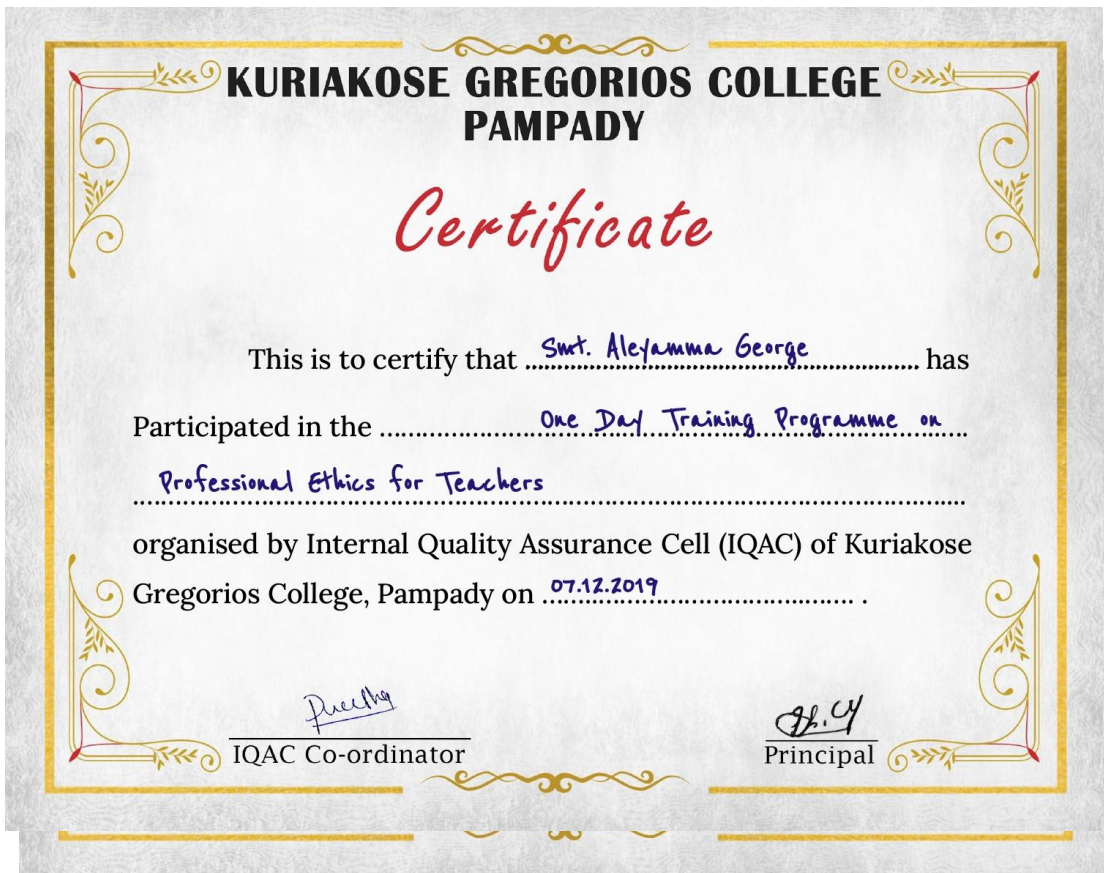 KURIAKOSE GREGORIOS COLLEGE
PAMPADY
Certificate
This is to certify that Smt. Aleyamma George has
Participated in the One Day Training Programme on
Professional Ethics for Teachers
organised by Internal Quality Assurance Cell (IQAC) of Kuriakose
Gregorios College, Pampady on 07.12.2019 .
IQAC Co-ordinator
Principal